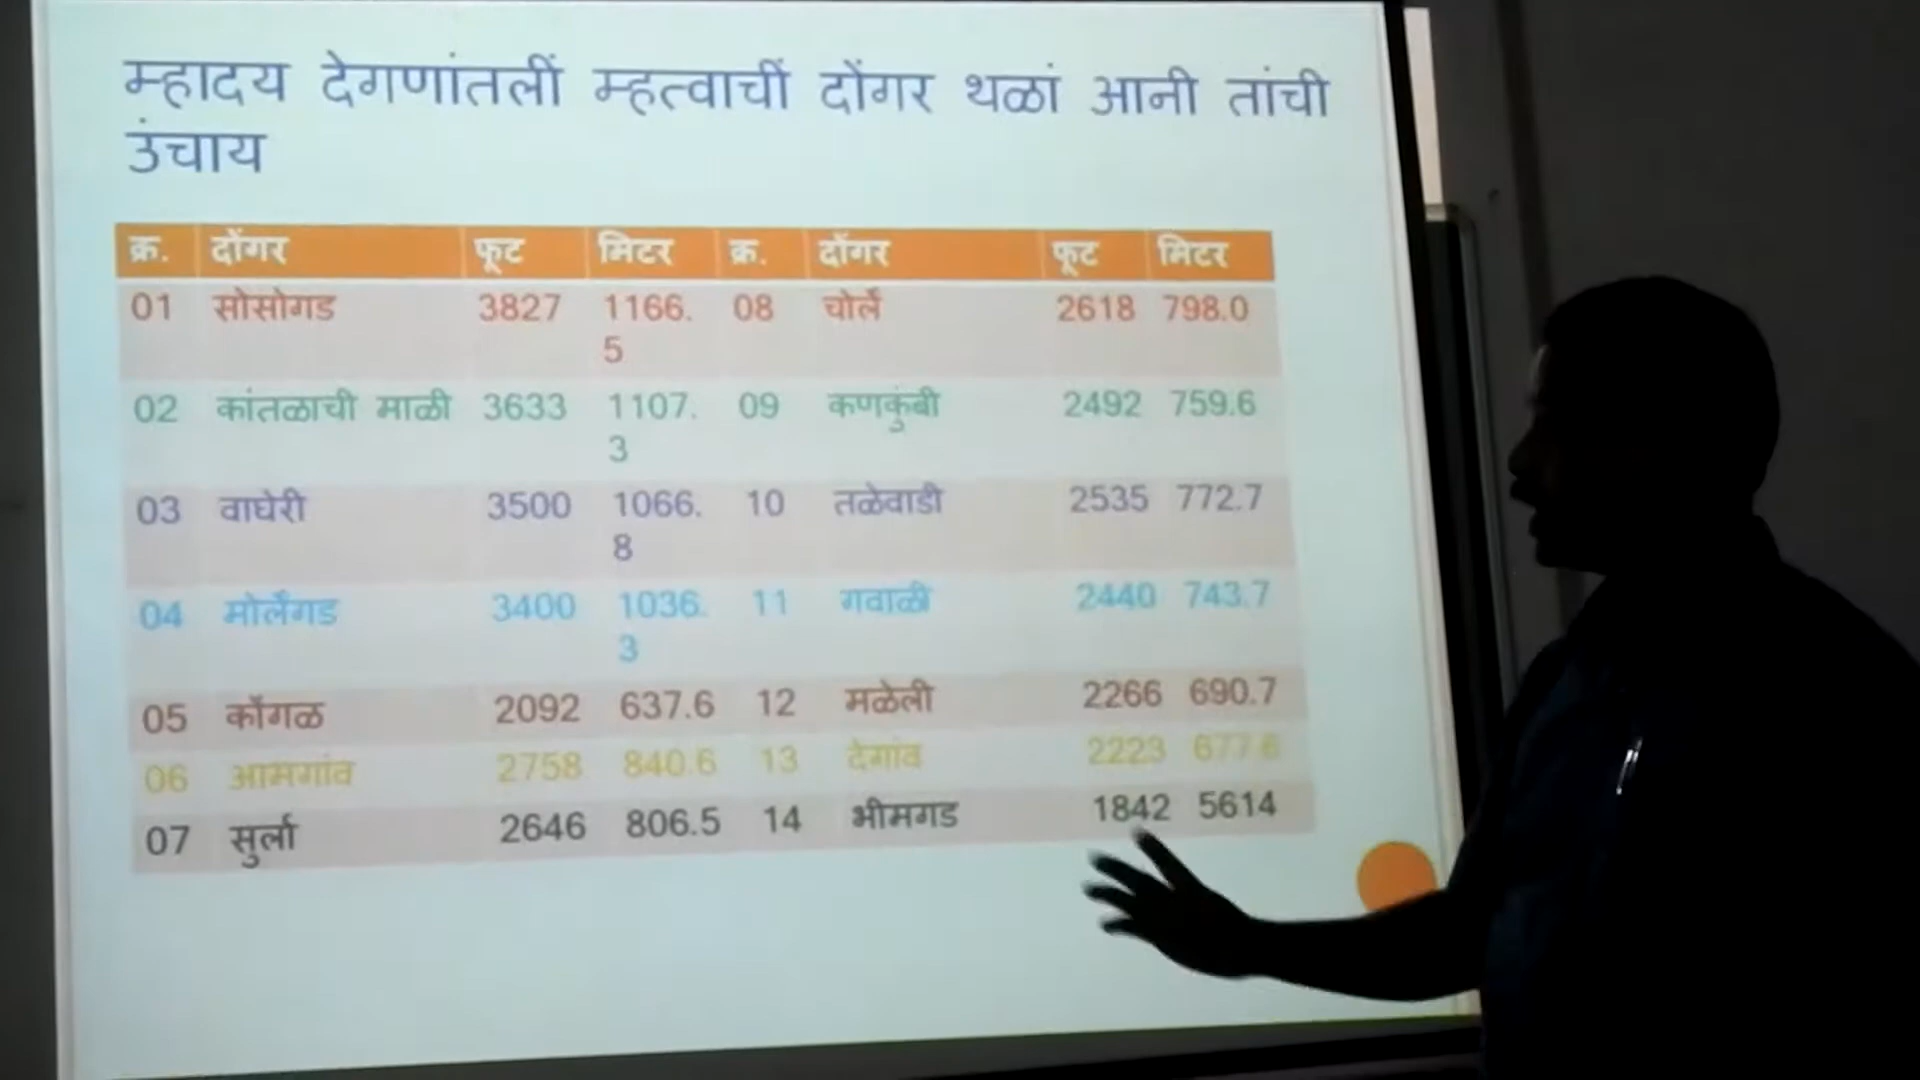 म्हादय देगणांतलीं म्हत्वाचीं दोंगर थळां आनी तांची
उंचाय
क्र. दोंगर फूट मिटर क्र. दोंगर फूट मिटर
01 सोसोगड 3827 1166. 08 चोर्ले 2618 798.0
5
02 कांतळाची माळी 3633 1107. 09 कणकुंबी 2492 759.6
3
03 वाघेरी 3500 1066. 10 तळेवाडी 2535 772.7
8
04 मोर्लेगड 3400 1036. 11 गवाळी 2440 743.7
3
05 कोंगळ 2092 637.6 12 मळेली 2266 690.7
06 आमगांव 2758 840.6 13 देगांव 2223 677.6
07 सुर्ला 2646 806.5 14 भीमगड 1842 5614